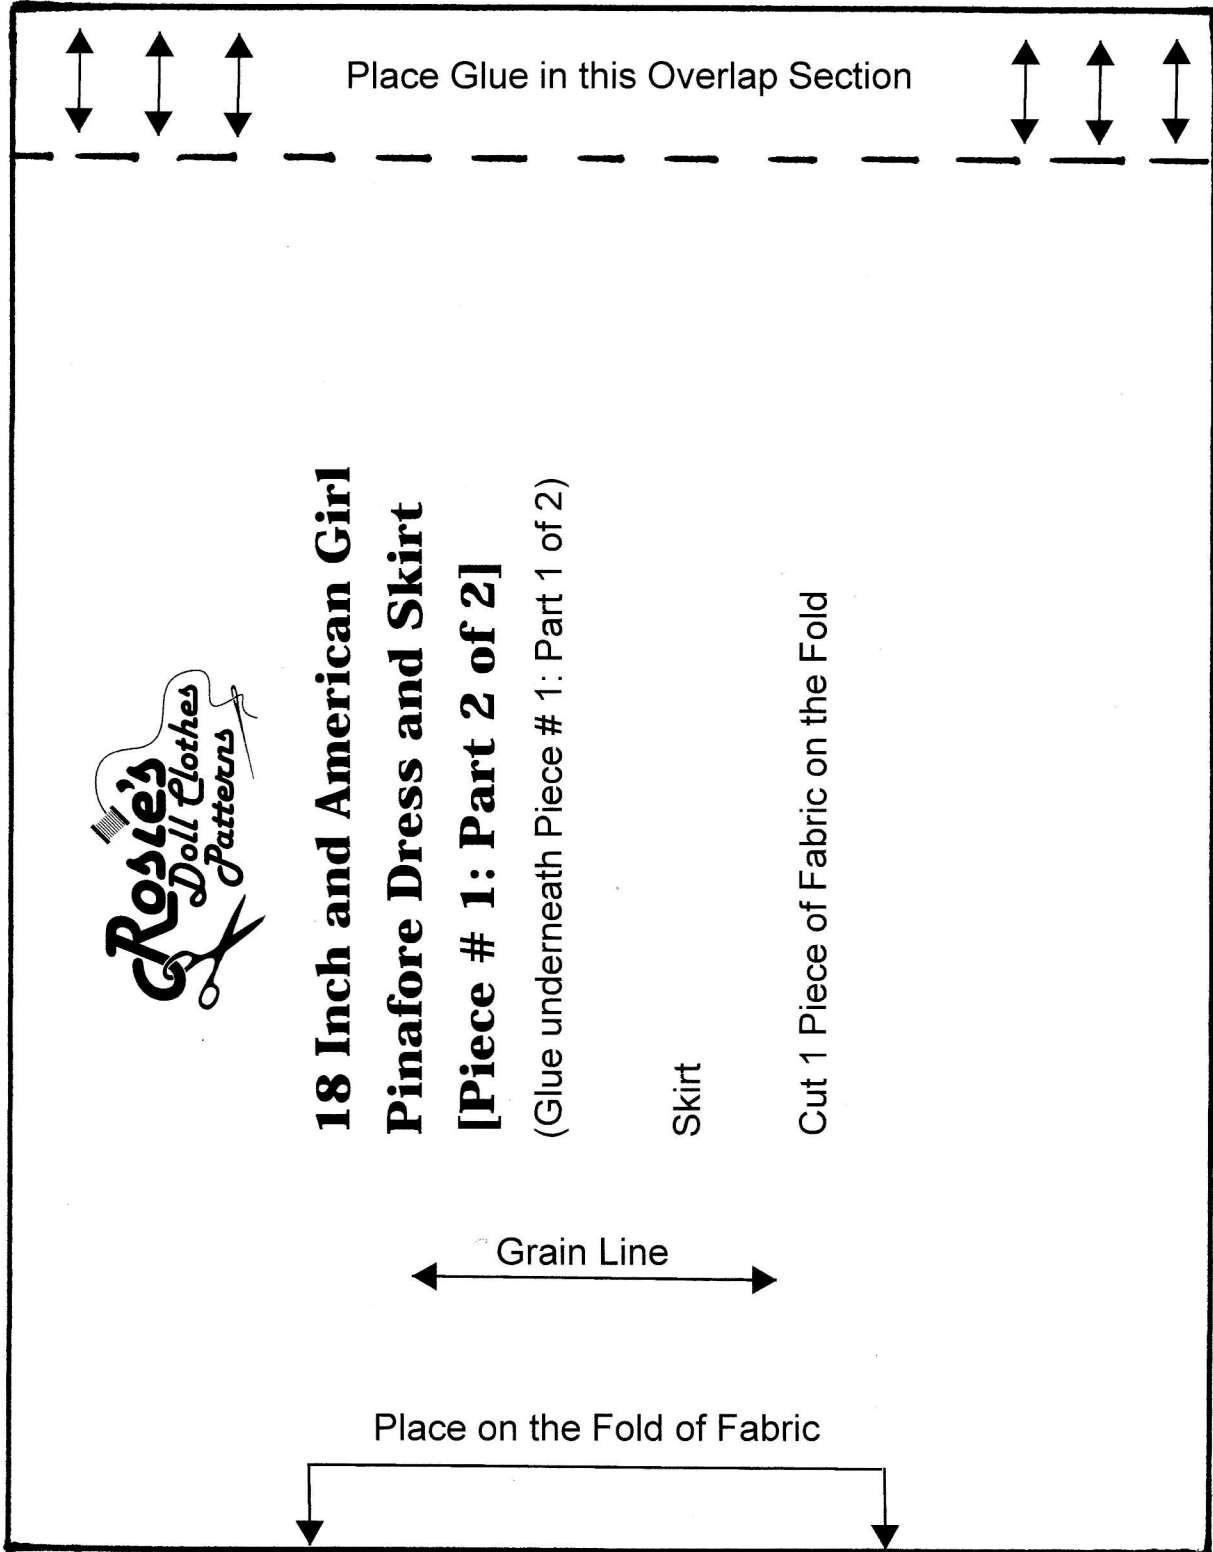 Place Glue in this Overlap Section
Rosie's
Doll Clothes
Patterns
18 Inch and American Girl
Pinafore Dress and Skirt
[Piece # 1: Part 2 of 2]
(Glue underneath Piece # 1: Part 1 of 2)
Skirt
Cut 1 Piece of Fabric on the Fold
Grain Line
Place on the Fold of Fabric